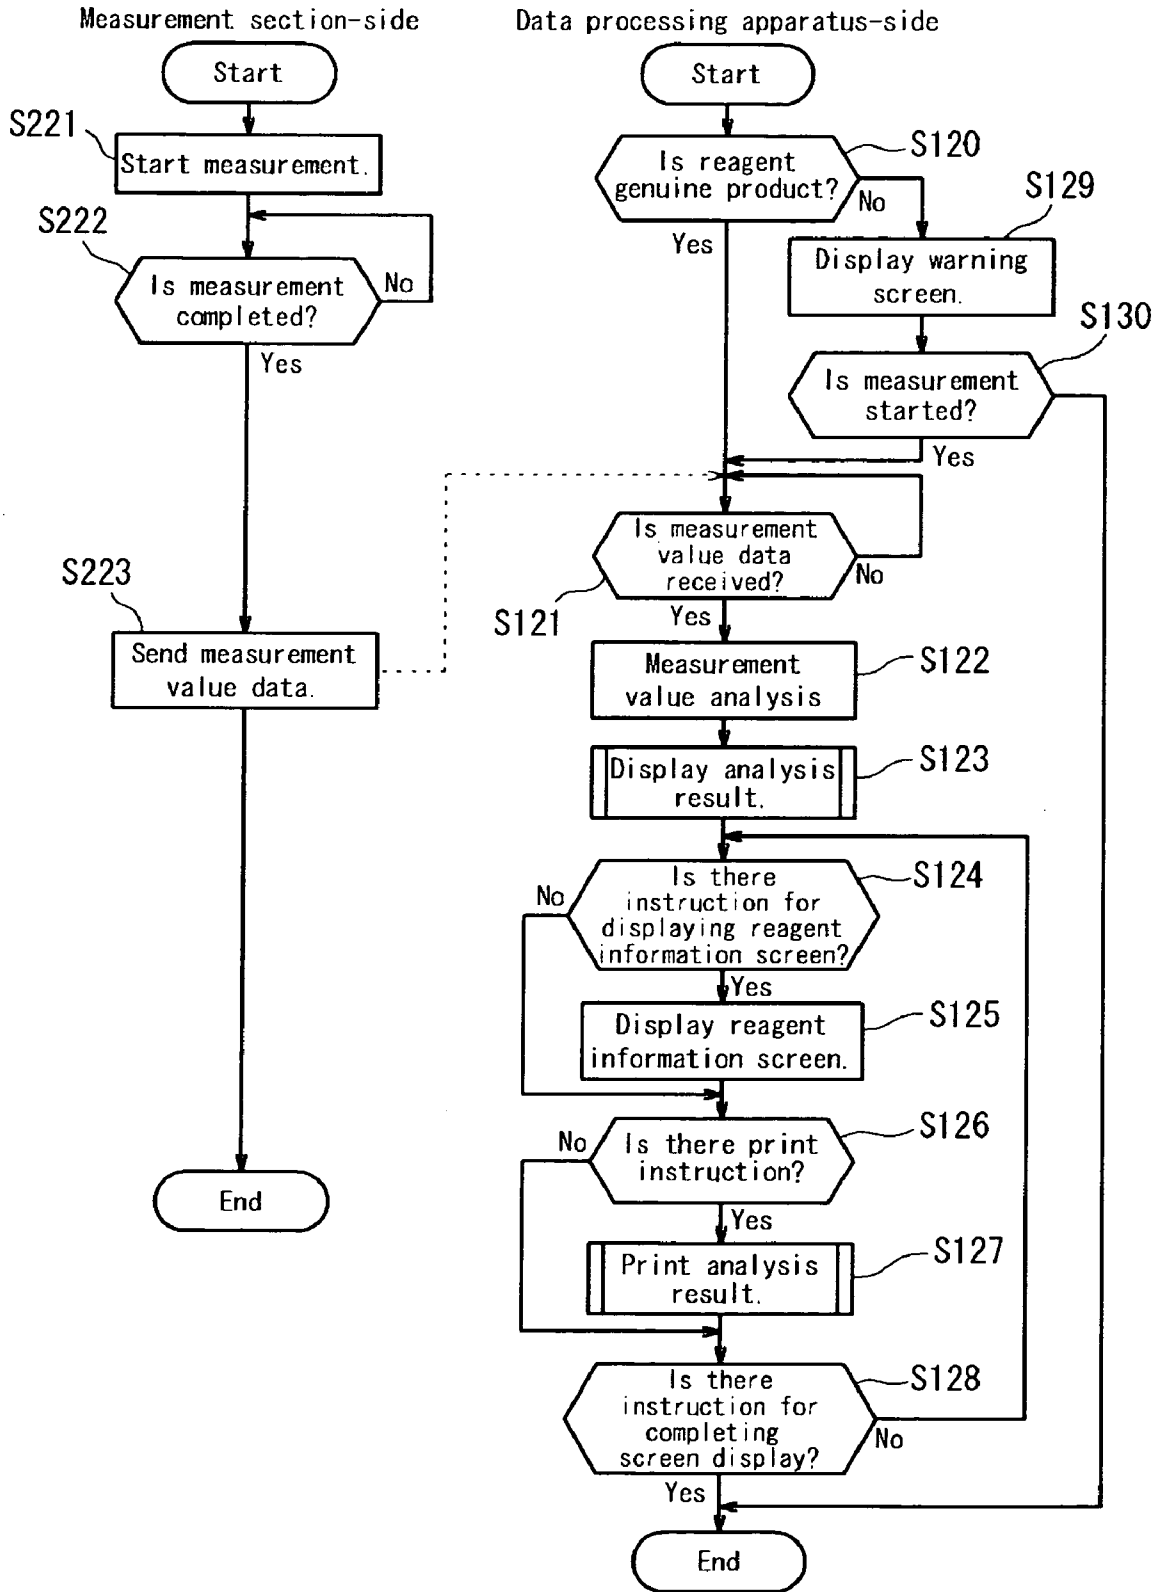 Measurement section-side
Start
S221
Start measurement.
S222
Is measurement
completed?
No
Yes
S223
Send measurement
value data.
End
Data processing apparatus-side
Start
S120
Is reagent
genuine product?
No
Yes
S129
Display warning
screen.
S130
Is measurement
started?
Yes
Is measurement
value data
received?
No
S121
Yes
S122
Measurement
value analysis
S123
Display analysis
result.
S124
Is there
instruction for
displaying reagent
information screen?
No
Yes
S125
Display reagent
information screen.
S126
No
Is there print
instruction?
Yes
S127
Print analysis
result.
S128
Is there
instruction for
completing
screen display?
No
Yes
End